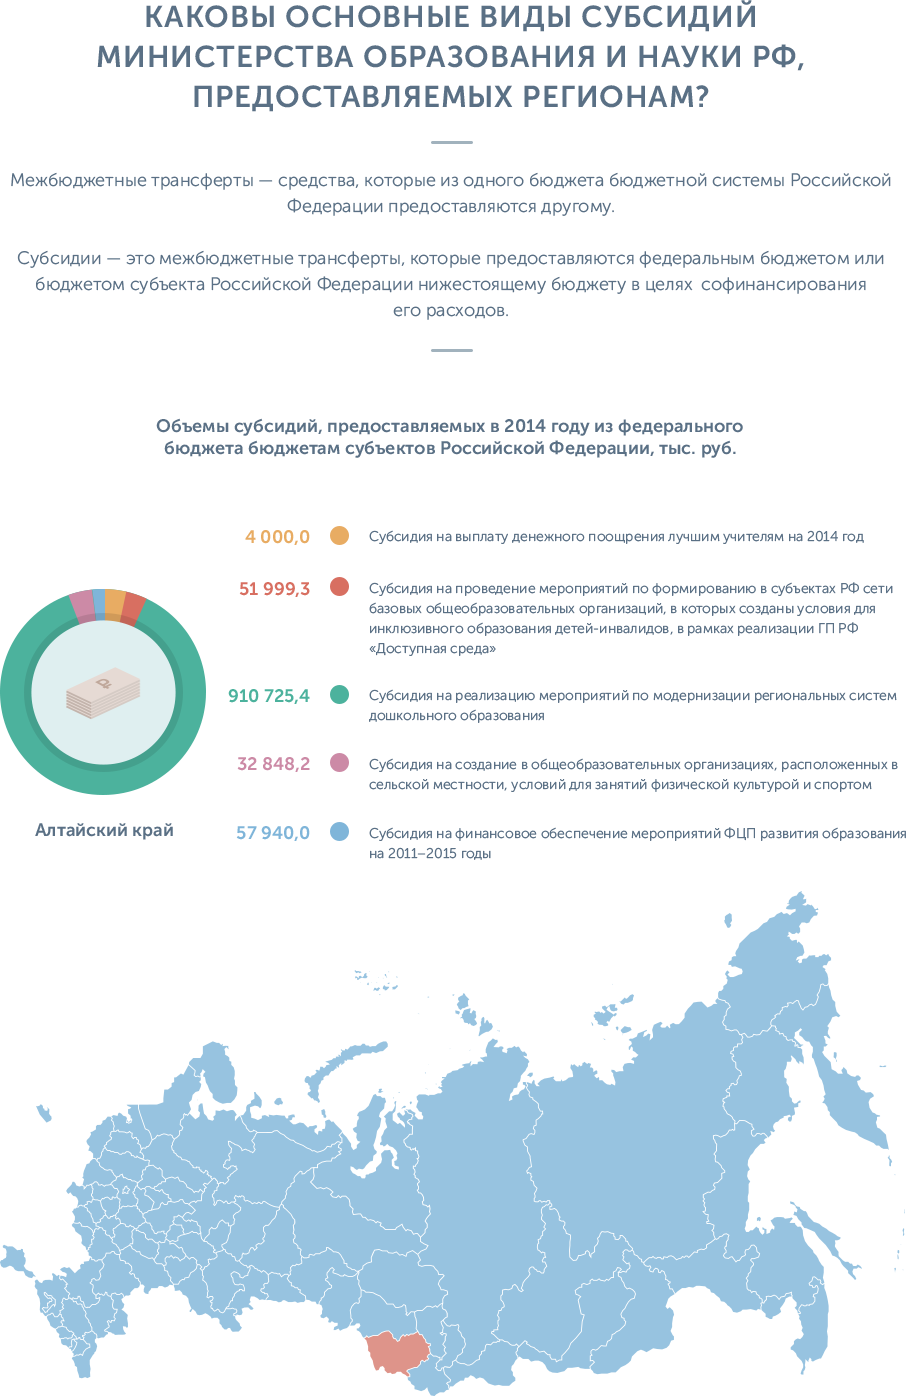 КАКОВЫ ОСНОВНЫЕ ВИДЫ СУБСИДИЙ
МИНИСТЕРСТВА ОБРАЗОВАНИЯ И НАУКИ РФ,
ПРЕДОСТАВЛЯЕМЫХ РЕГИОНАМ?
Межбюджетные трансферты — средства, которые из одного бюджета бюджетной системы Российской
Федерации предоставляются другому.
Субсидии — это межбюджетные трансферты, которые предоставляются федеральным бюджетом или
бюджетом субъекта Российской Федерации нижестоящему бюджету в целях софинансирования
его расходов.
Объемы субсидий, предоставляемых в 2014 году из федерального
бюджета бюджетам субъектов Российской Федерации, тыс. руб.
4 000,0 Субсидия на выплату денежного поощрения лучшим учителям на 2014 год
51 999,3 Субсидия на проведение мероприятий по формированию в субъектах РФ сети
базовых общеобразовательных организаций, в которых созданы условия для
инклюзивного образования детей-инвалидов, в рамках реализации ГП РФ
«Доступная среда»
910 725,4 Субсидия на реализацию мероприятий по модернизации региональных систем
дошкольного образования
32 848,2 Субсидия на создание в общеобразовательных организациях, расположенных в
сельской местности, условий для занятий физической культурой и спортом
Алтайский край
57 940,0 Субсидия на финансовое обеспечение мероприятий ФЦП развития образования
на 2011–2015 годы